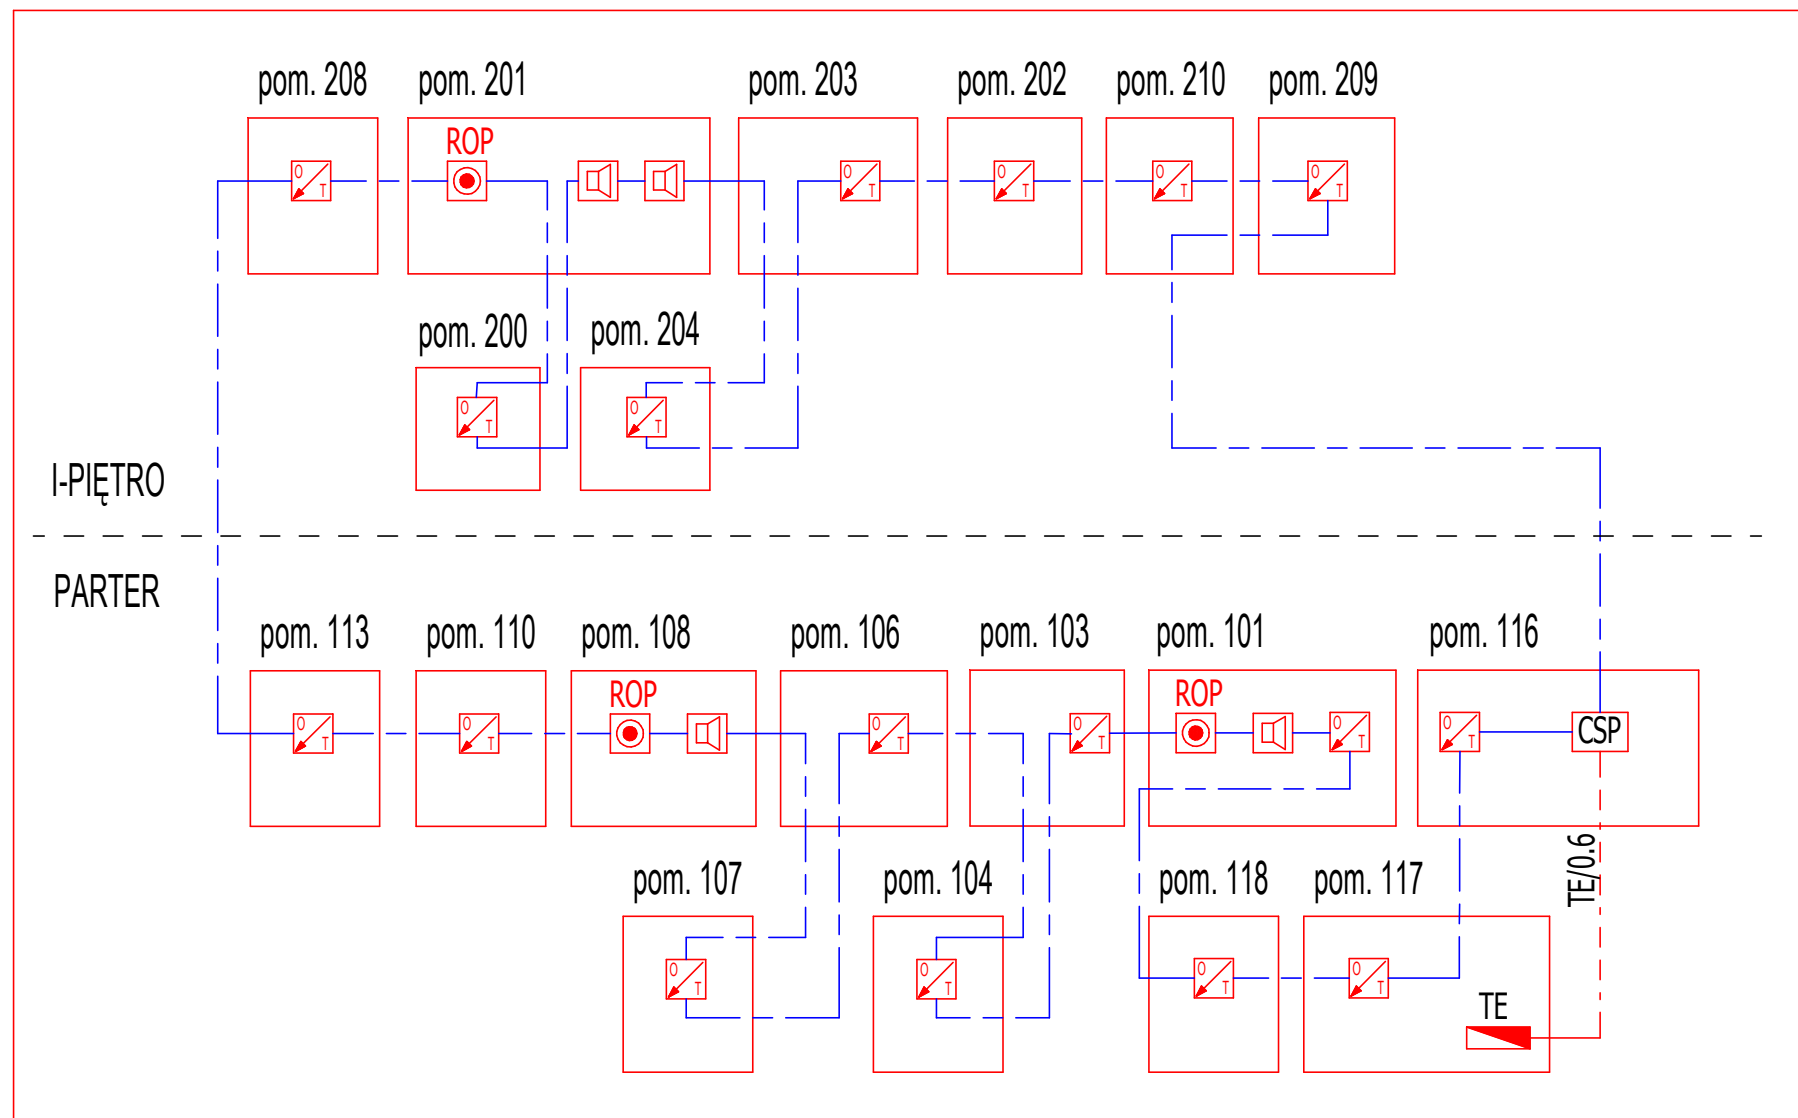 pom. 208
pom. 201
pom. 203
pom. 202
pom. 210
pom. 209
ROP
O
T
O
T
O
T
O
T
O
T
pom. 200
pom. 204
O
T
O
T
I-PIĘTRO
PARTER
pom. 113
pom. 110
pom. 108
pom. 106
pom. 103
pom. 101
pom. 116
ROP
ROP
O
T
O
T
O
T
O
T
O
T
O
T
CSP
TE/0.6
pom. 107
pom. 104
pom. 118
pom. 117
O
T
O
T
O
T
O
T
TE